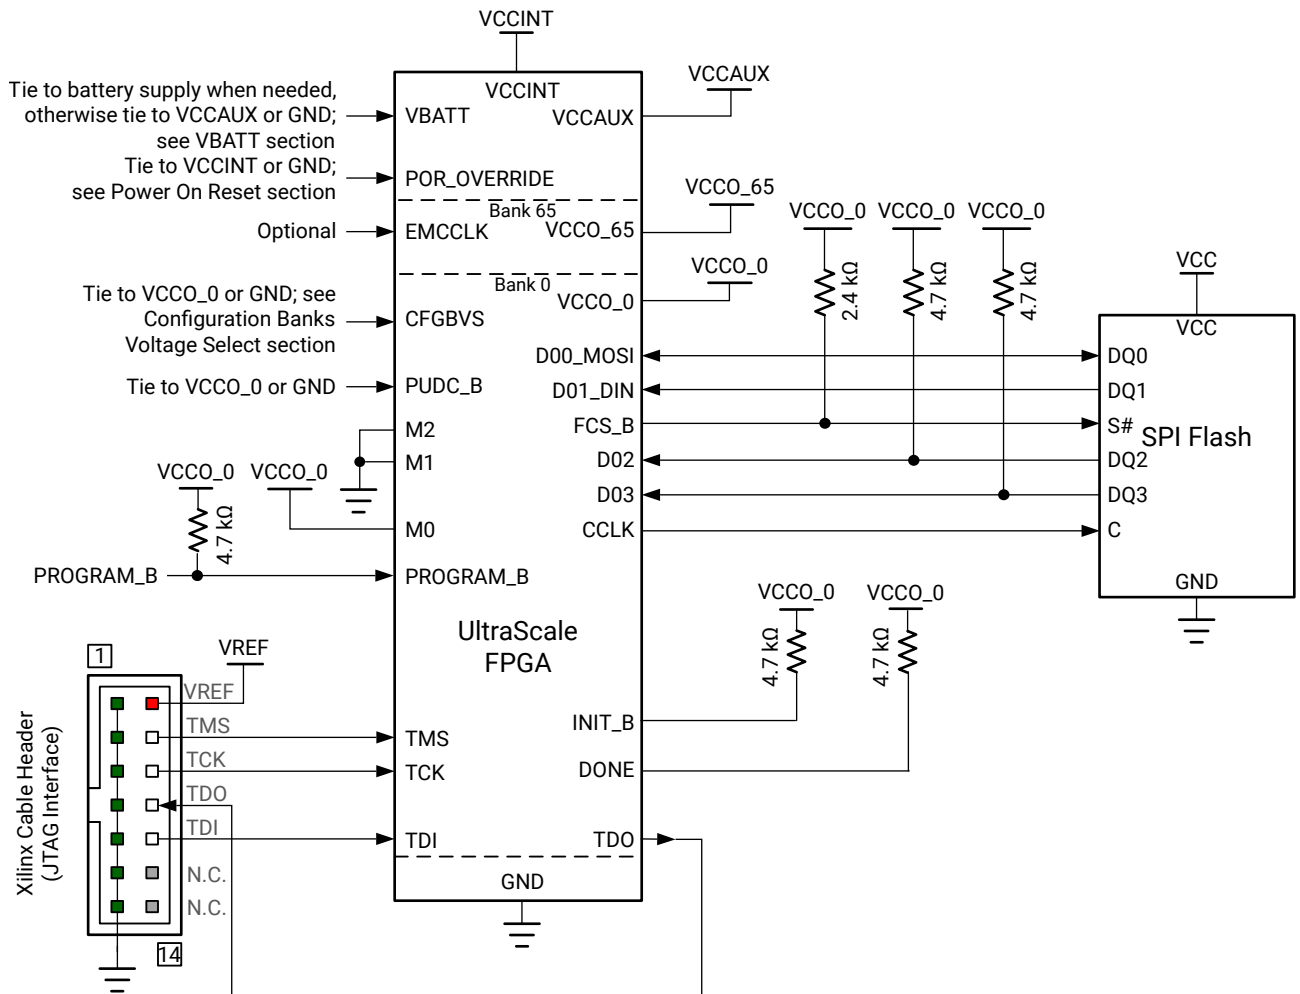 VCCINT
VCCINT
VCCAUX
VCCAUX
Tie to battery supply when needed,
otherwise tie to VCCAUX or GND;
see VBATT section
VBATT
Tie to VCCINT or GND;
see Power On Reset section
POR_OVERRIDE
Bank 65
Optional
EMCCLK
VCCO_65
VCCO_65
Bank 0
VCCO_0
VCCO_0
Tie to VCCO_0 or GND; see
Configuration Banks
Voltage Select section
CFGBVS
Tie to VCCO_0 or GND
PUDC_B
M2
M1
VCCO_0
VCCO_0
4.7 kΩ
M0
PROGRAM_B
PROGRAM_B
VCCO_0
VCCO_0
VCCO_0
2.4 kΩ
4.7 kΩ
4.7 kΩ
D00_MOSI
D01_DIN
FCS_B
D02
D03
CCLK
VCC
VCC
DQ0
DQ1
S#
SPI Flash
DQ2
DQ3
C
GND
UltraScale
FPGA
VCCO_0
VCCO_0
4.7 kΩ
4.7 kΩ
INIT_B
DONE
TDO
1
VREF
VREF
TMS
TCK
TDO
TDI
N.C.
N.C.
14
Xilinx Cable Header
(JTAG Interface)
TMS
TCK
TDI
GND